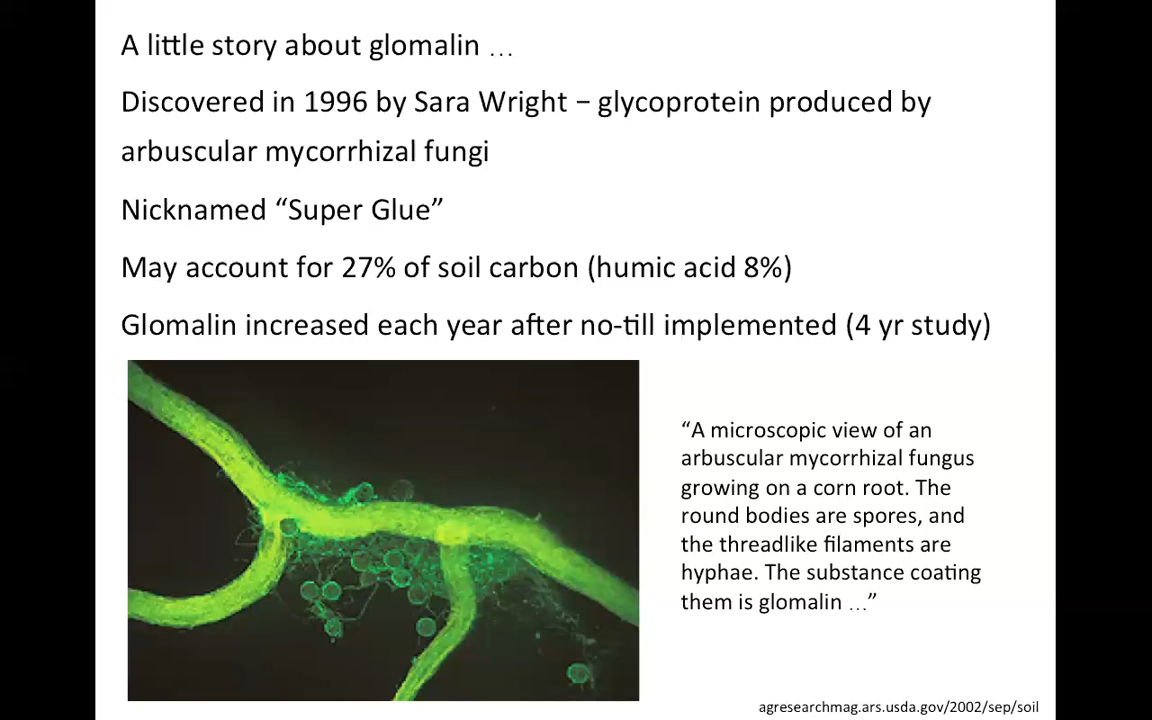 A little story about glomalin …
Discovered in 1996 by Sara Wright – glycoprotein produced by
arbuscular mycorrhizal fungi
Nicknamed “Super Glue”
May account for 27% of soil carbon (humic acid 8%)
Glomalin increased each year after no-till implemented (4 yr study)
“A microscopic view of an
arbuscular mycorrhizal fungus
growing on a corn root. The
round bodies are spores, and
the threadlike filaments are
hyphae. The substance coating
them is glomalin …”
agresearchmag.ars.usda.gov/2002/sep/soil